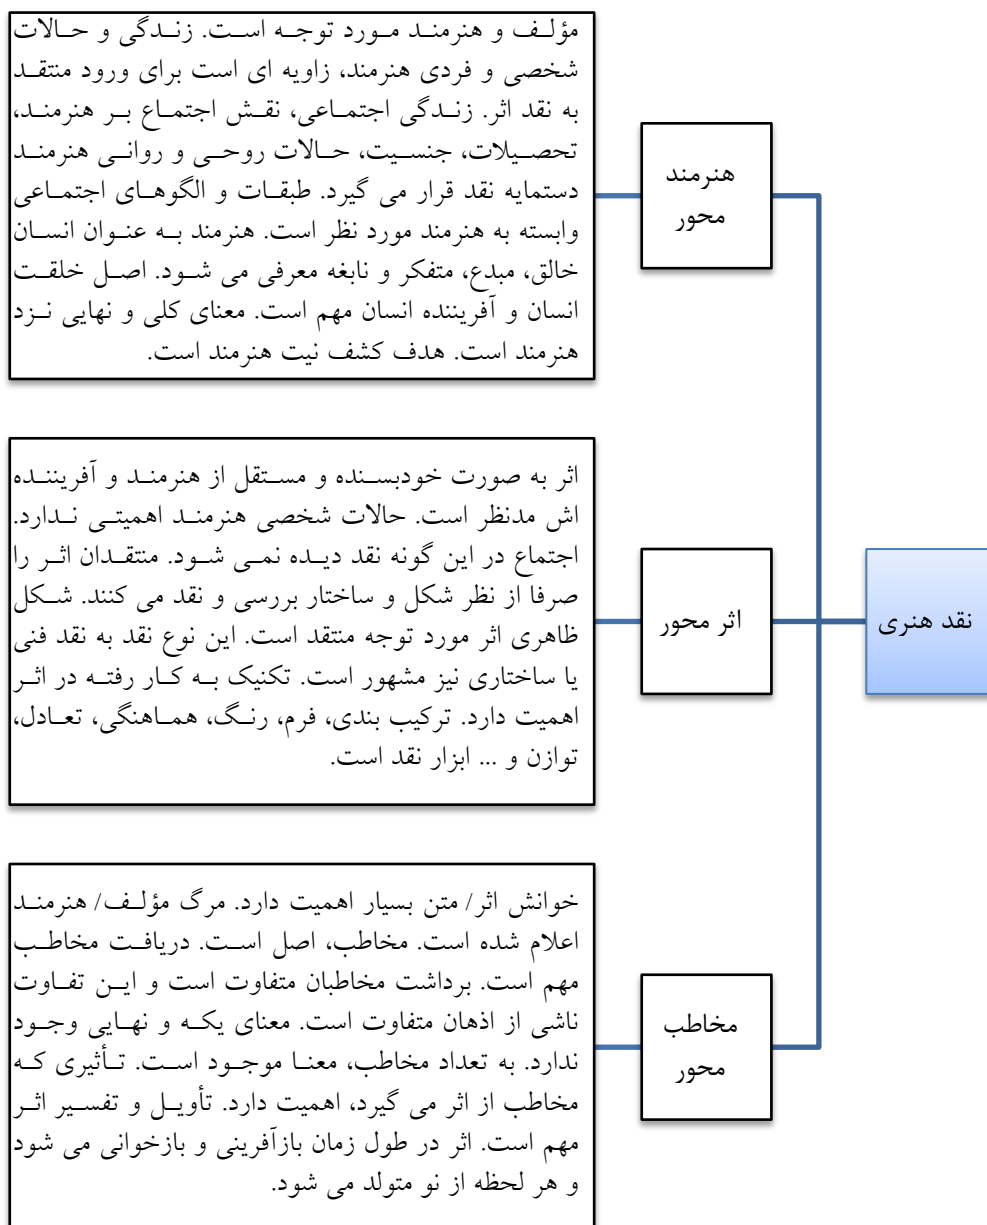 نقد هنری
هنرمند
محور
مؤلف و هنرمند مورد توجه است. زندگی و حالات
شخصی و فردی هنرمند، زاویه ای است برای ورود منتقد
به نقد اثر. زندگی اجتماعی، نقش اجتماع بر هنرمند،
تحصیلات، جنسیت، حالات روحی و روانی هنرمند
دستمایه نقد قرار می گیرد. طبقات و الگوهای اجتماعی
وابسته به هنرمند مورد نظر است. هنرمند به عنوان انسان
خالق، مبدع، متفکر و نابغه معرفی می شود. اصل خلقت
انسان و آفریننده انسان مهم است. معنای کلی و نهایی نزد
هنرمند است. هدف کشف نیت هنرمند است.
اثر محور
اثر به صورت خودبسنده و مستقل از هنرمند و آفریننده
اش مدنظر است. حالات شخصی هنرمند اهمیتی ندارد.
اجتماع در این گونه نقد دیده نمی شود. منتقدان اثر را
صرفا از نظر شکل و ساختار بررسی و نقد می کنند. شکل
ظاهری اثر مورد توجه منتقد است. این نوع نقد به نقد فنی
یا ساختاری نیز مشهور است. تکنیک به کار رفته در اثر
اهمیت دارد. ترکیب بندی، فرم، رنگ، هماهنگی، تعادل،
توازن و ... ابزار نقد است.
مخاطب
محور
خوانش اثر/ متن بسیار اهمیت دارد. مرگ مؤلف/ هنرمند
اعلام شده است. مخاطب، اصل است. دریافت مخاطب
مهم است. برداشت مخاطبان متفاوت است و این تفاوت
ناشی از اذهان متفاوت است. معنای یکه و نهایی وجود
ندارد. به تعداد مخاطب، معنا موجود است. تأثیری که
مخاطب از اثر می گیرد، اهمیت دارد. تأویل و تفسیر اثر
مهم است. اثر در طول زمان بازآفرینی و بازخوانی می شود
و هر لحظه از نو متولد می شود.